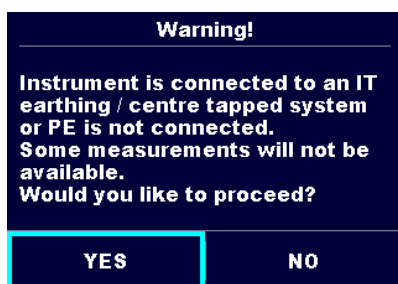 Warning!
Instrument is connected to an IT
earthing / centre tapped system
or PE is not connected.
Some measurements will not be
available.
Would you like to proceed?
YES
NO